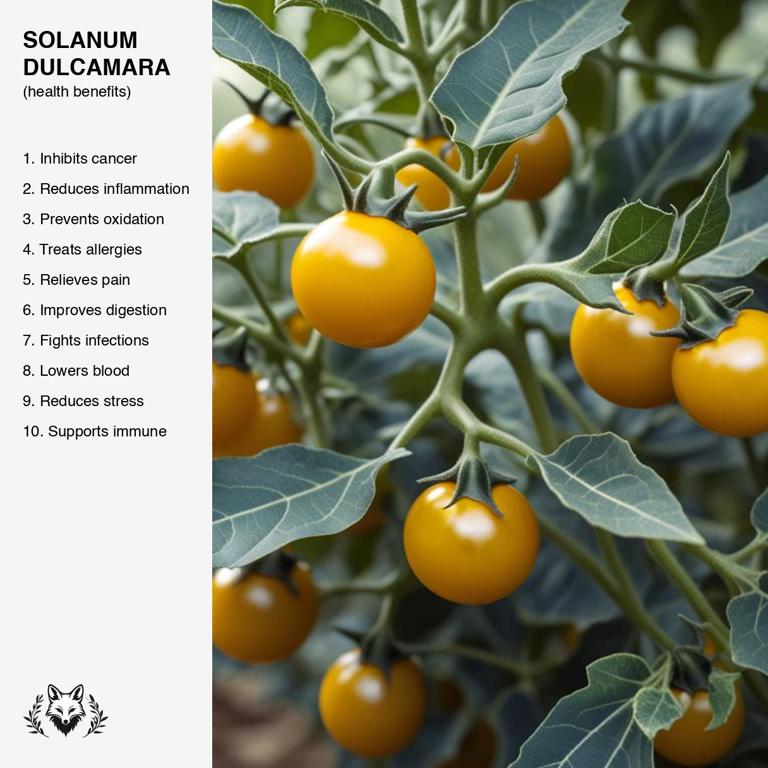 SOLANUM
DULCAMARA
(health benefits)
1. Inhibits cancer
2. Reduces inflammation
3. Prevents oxidation
4. Treats allergies
5. Relieves pain
6. Improves digestion
7. Fights infections
8. Lowers blood
9. Reduces stress
10. Supports immune